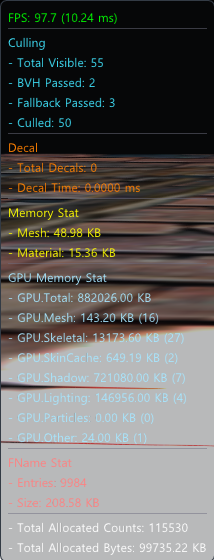 FPS: 97.7 (10.24 ms)
Culling
- Total Visible: 55
- BVH Passed: 2
- Fallback Passed: 3
- Culled: 50
Decal
- Total Decals: 0
- Decal Time: 0.0000 ms
Memory Stat
- Mesh: 48.98 KB
- Material: 15.36 KB
GPU Memory Stat
- GPU.Total: 882026.00 KB
- GPU.Mesh: 143.20 KB (16)
- GPU.Skeletal: 13173.60 KB (27)
- GPU.SkinCache: 649.19 KB (2)
- GPU.Shadow: 721080.00 KB (7)
- GPU.Lighting: 146956.00 KB (4)
- GPU.Particles: 0.00 KB (0)
- GPU.Other: 24.00 KB (1)
FName Stat
- Entries: 9984
- Size: 208.58 KB
- Total Allocated Counts: 115530
- Total Allocated Bytes: 99735.22 KB